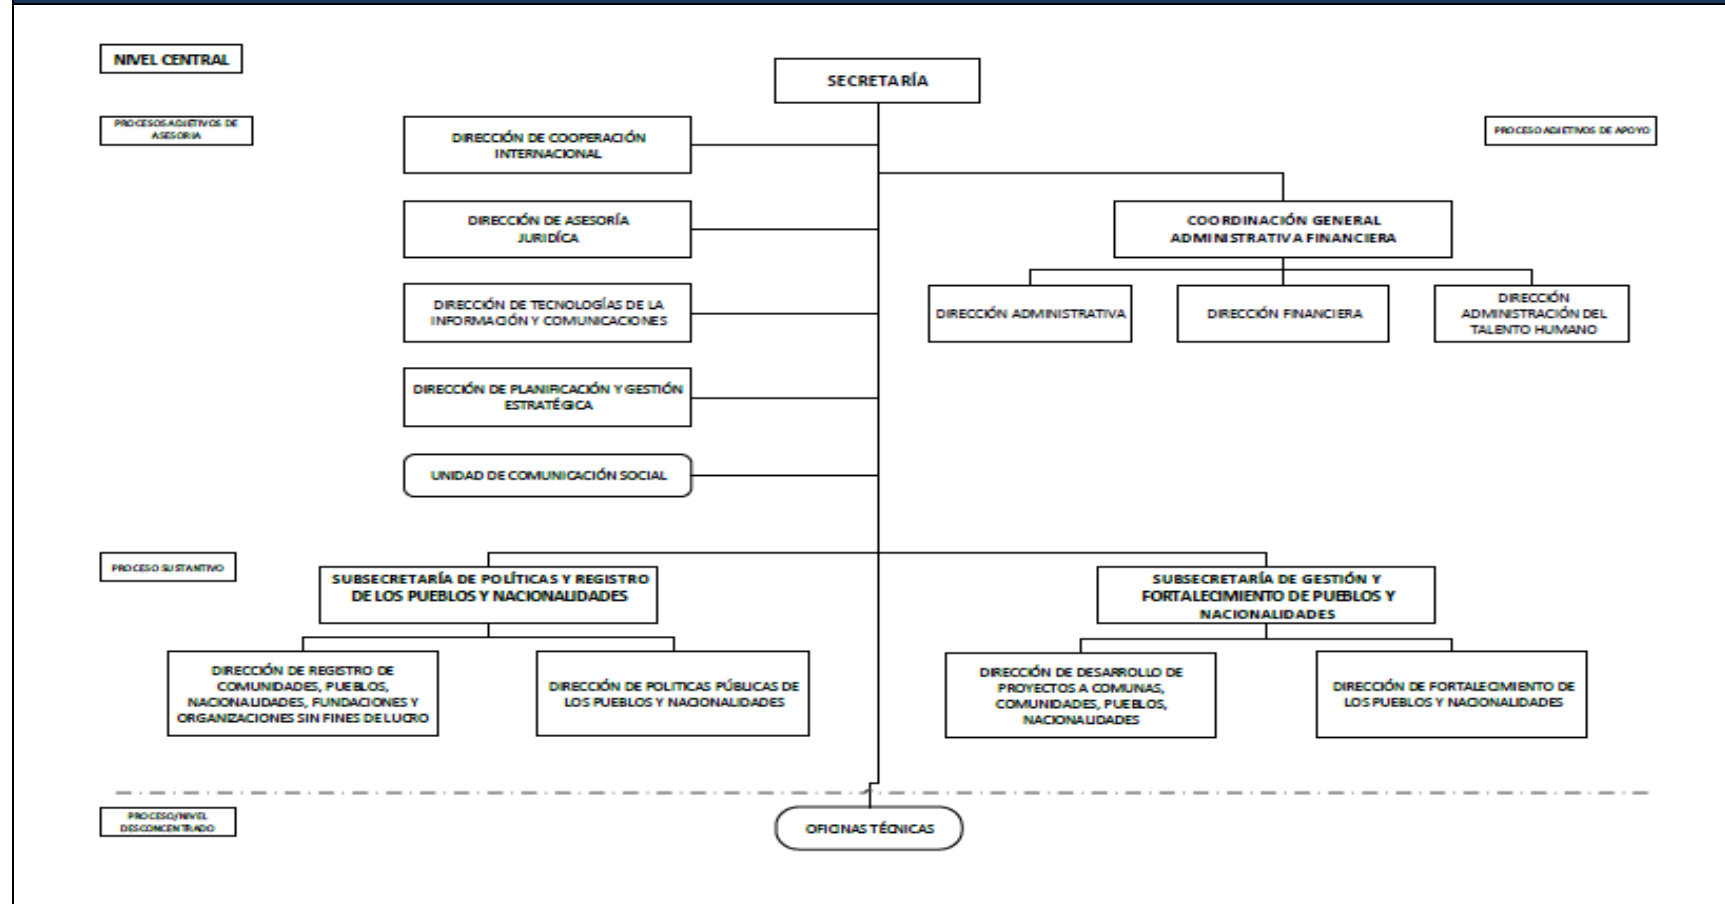 NIVEL CENTRAL
SECRETARÍA
PROCESOS ADJETIVOS DE
ASESORIA
PROCESO ADJETIVOS DE APOYO
DIRECCIÓN DE COOPERACIÓN
INTERNACIONAL
DIRECCIÓN DE ASESORÍA
JURIDÍCA
COORDINACIÓN GENERAL
ADMINISTRATIVA FINANCIERA
DIRECCIÓN DE TECNOLOGÍAS DE LA
INFORMACIÓN Y COMUNICACIONES
DIRECCIÓN ADMINISTRATIVA
DIRECCIÓN FINANCIERA
DIRECCIÓN
ADMINISTRACIÓN DEL
TALENTO HUMANO
DIRECCIÓN DE PLANIFICACIÓN Y GESTIÓN
ESTRATÉGICA
UNIDAD DE COMUNICACIÓN SOCIAL
PROCESO SUSTANTIVO
SUBSECRETARÍA DE POLÍTICAS Y REGISTRO
DE LOS PUEBLOS Y NACIONALIDADES
SUBSECRETARÍA DE GESTIÓN Y
FORTALECIMIENTO DE PUEBLOS Y
NACIONALIDADES
DIRECCIÓN DE REGISTRO DE
COMUNIDADES, PUEBLOS,
NACIONALIDADES, FUNDACIONES Y
ORGANIZACIONES SIN FINES DE LUCRO
DIRECCIÓN DE POLITICAS PÚBLICAS DE
LOS PUEBLOS Y NACIONALIDADES
DIRECCIÓN DE DESARROLLO DE
PROYECTOS A COMUNAS,
COMUNIDADES, PUEBLOS,
NACIONALIDADES
DIRECCIÓN DE FORTALECIMIENTO DE
LOS PUEBLOS Y NACIONALIDADES
PROCESO/NIVEL
DESCONCENTRADO
OFICINAS TÉCNICAS